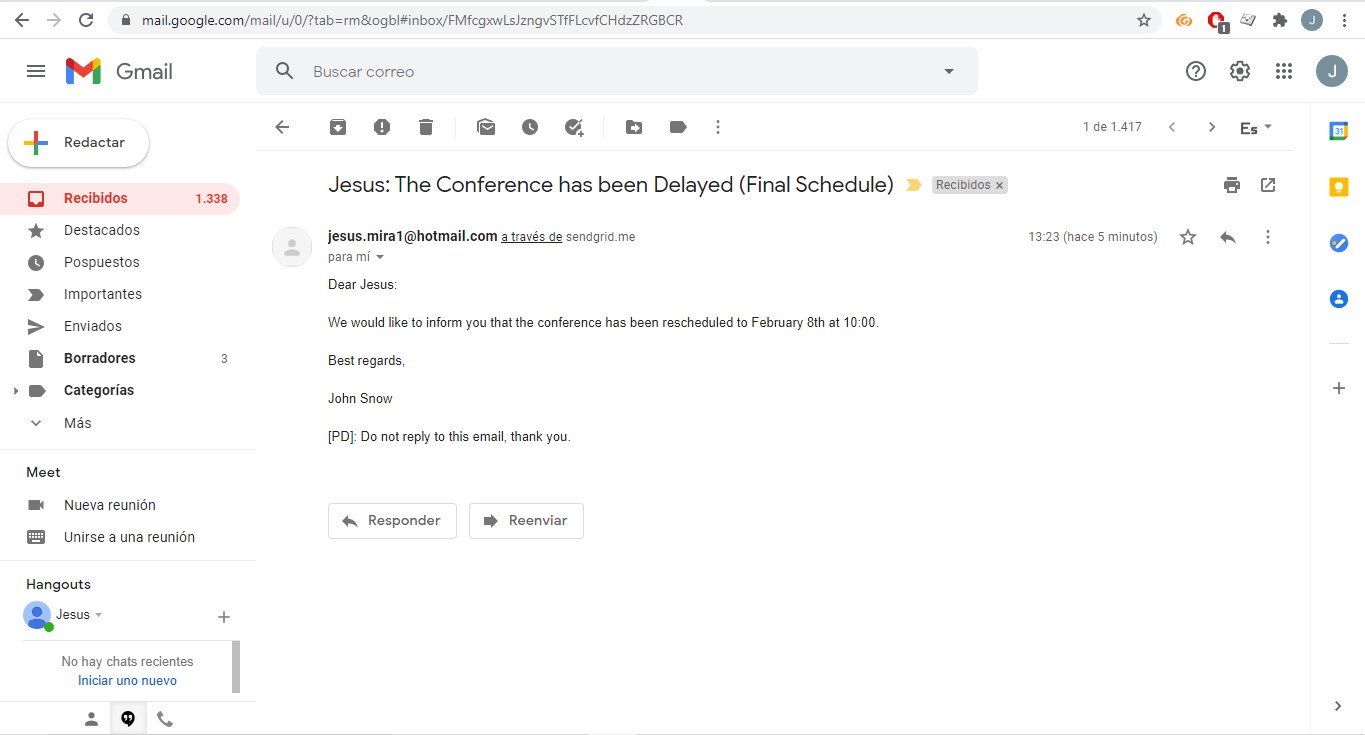 mail.google.com/mail/u/0/?tab=rm&ogbl#inbox/FMfcgxwLsJzngvSTfFLcvfCHdzZRGBCR
1
J
Gmail
Buscar correo
J
Redactar
1 de 1.417
Es
31
Jesus: The Conference has been Delayed (Final Schedule)
Recibidos x
Recibidos 1.338
Destacados
Pospuestos
Importantes
Enviados
Borradores 3
Categorías
Más
jesus.mira1@hotmail.com a través de sendgrid.me
13:23 (hace 5 minutos)
para mí
Dear Jesus:
We would like to inform you that the conference has been rescheduled to February 8th at 10:00.
Best regards,
John Snow
[PD]: Do not reply to this email, thank you.
Responder
Reenviar
Meet
Nueva reunión
Unirse a una reunión
Hangouts
Jesus
No hay chats recientes
Iniciar uno nuevo